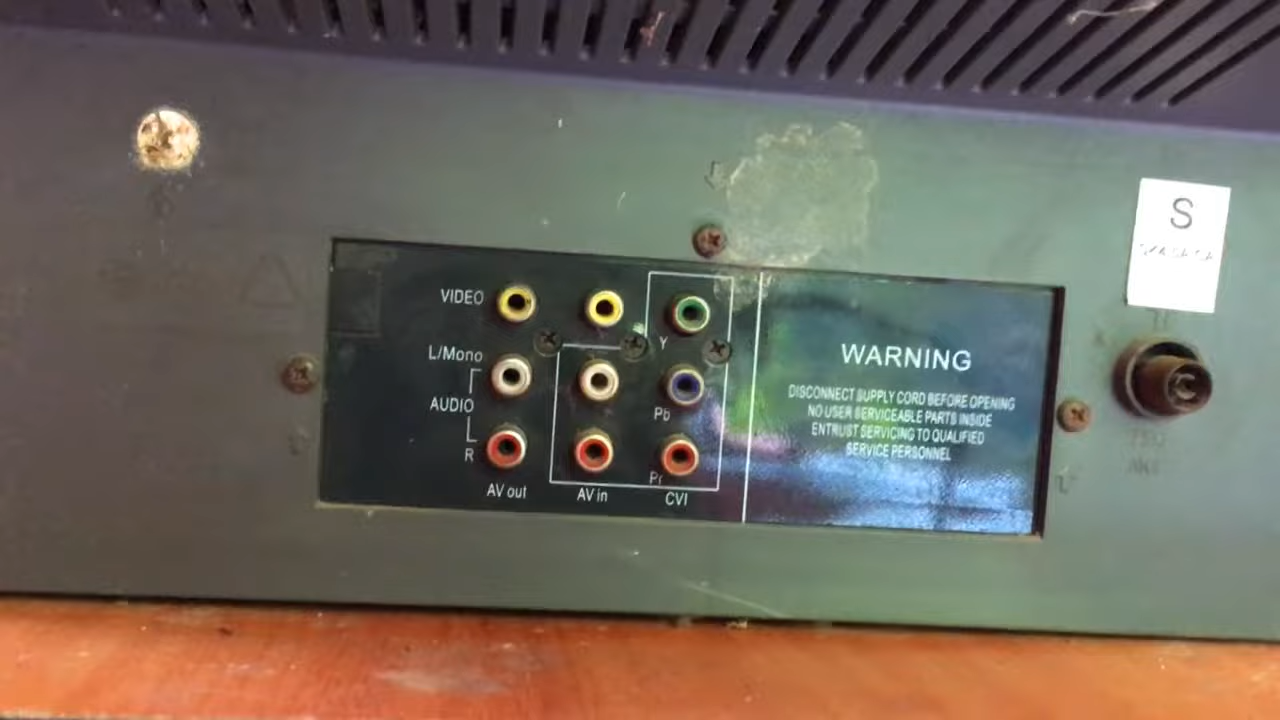 S
VIDEO
Y
L/Mono
AUDIO
Pb
R
Pr
AV out
AV in
CVI
WARNING
DISCONNECT SUPPLY CORD BEFORE OPENING
NO USER SERVICEABLE PARTS INSIDE
ENTRUST SERVICING TO QUALIFIED
SERVICE PERSONNEL